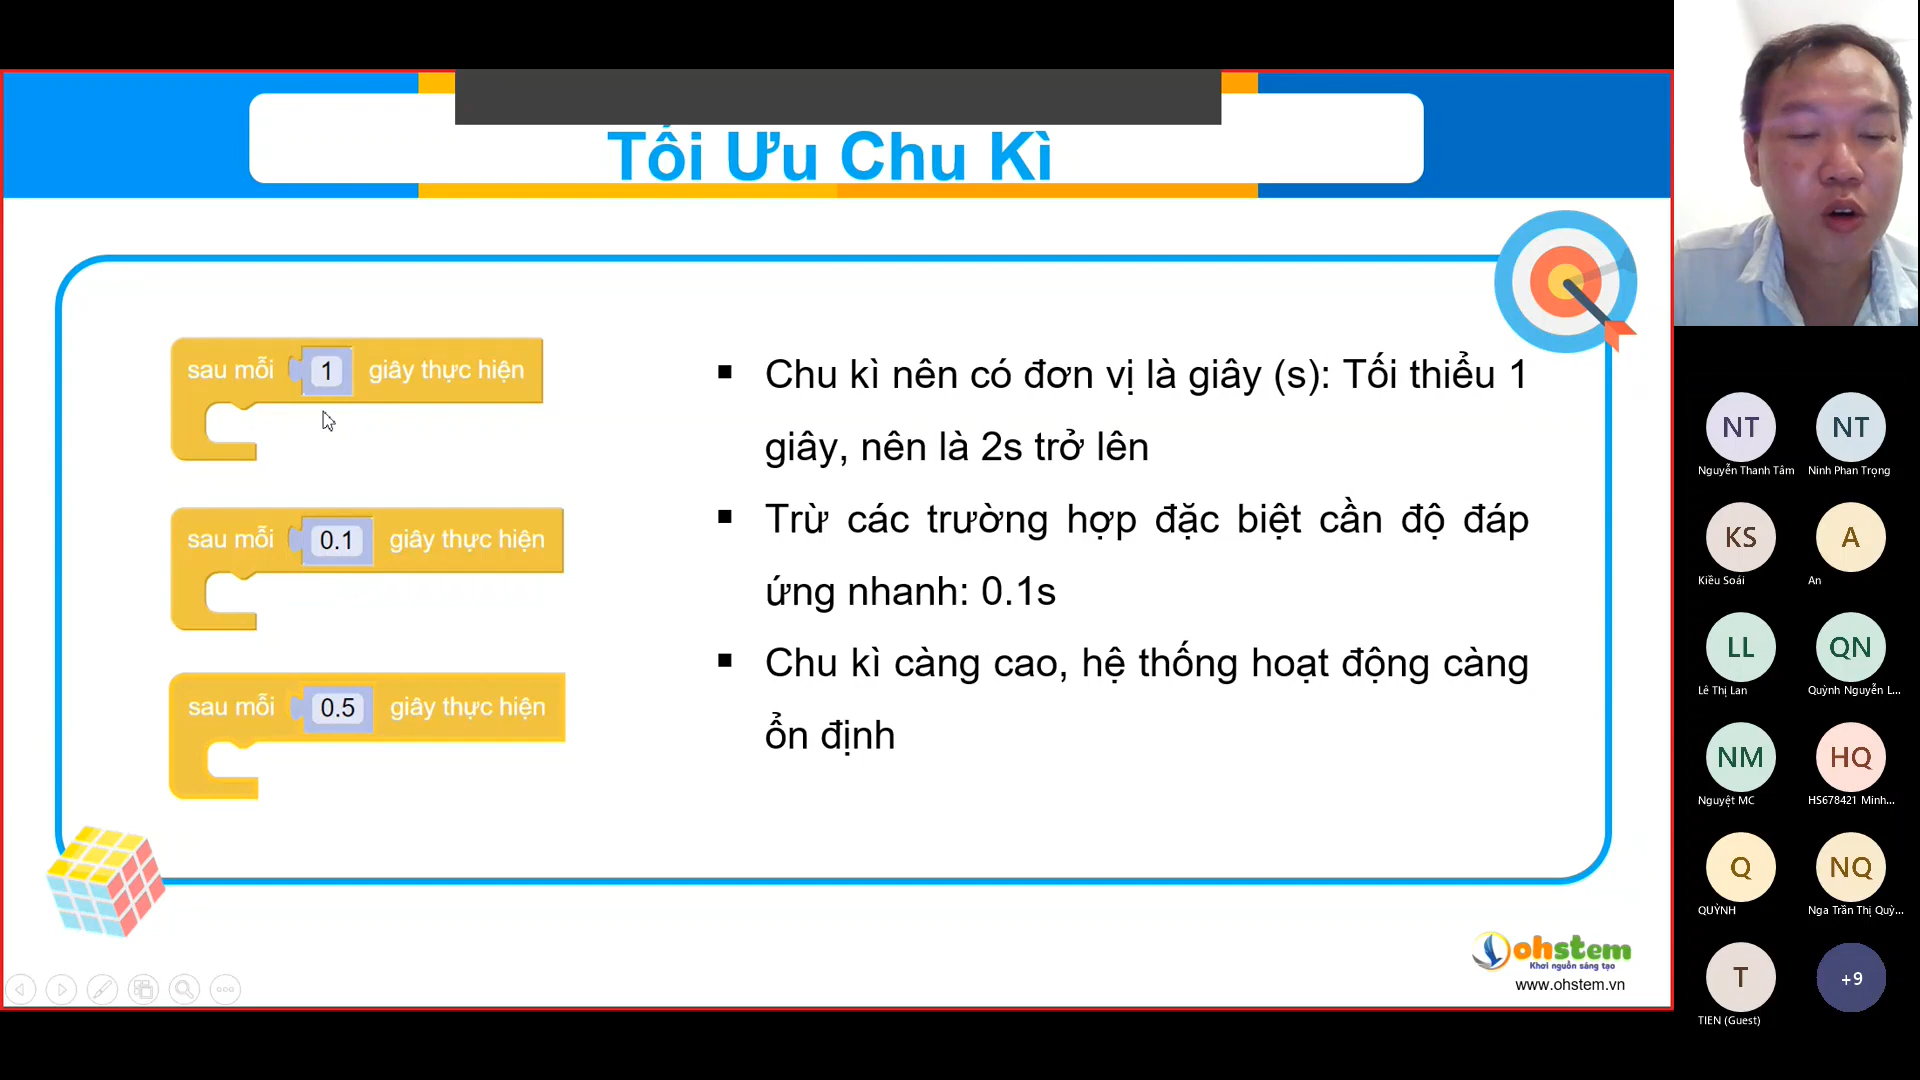 Tối Ưu Chu Kì
sau mỗi 1 giây thực hiện
sau mỗi 0.1 giây thực hiện
sau mỗi 0.5 giây thực hiện
▪ Chu kì nên có đơn vị là giây (s): Tối thiểu 1
giây, nên là 2s trở lên
▪ Trừ các trường hợp đặc biệt cần độ đáp
ứng nhanh: 0.1s
▪ Chu kì càng cao, hệ thống hoạt động càng
ổn định
ohstem
Khơi nguồn sáng tạo
www.ohstem.vn
NT
Nguyễn Thanh Tâm
NT
Ninh Phan Trọng
KS
Kiều Soái
A
An
LL
Lê Thị Lan
QN
Quỳnh Nguyễn L...
NM
Nguyệt MC
HQ
HS678421 Minh...
Q
QUỲNH
NQ
Nga Trần Thị Quỳ...
T
TIEN (Guest)
+9